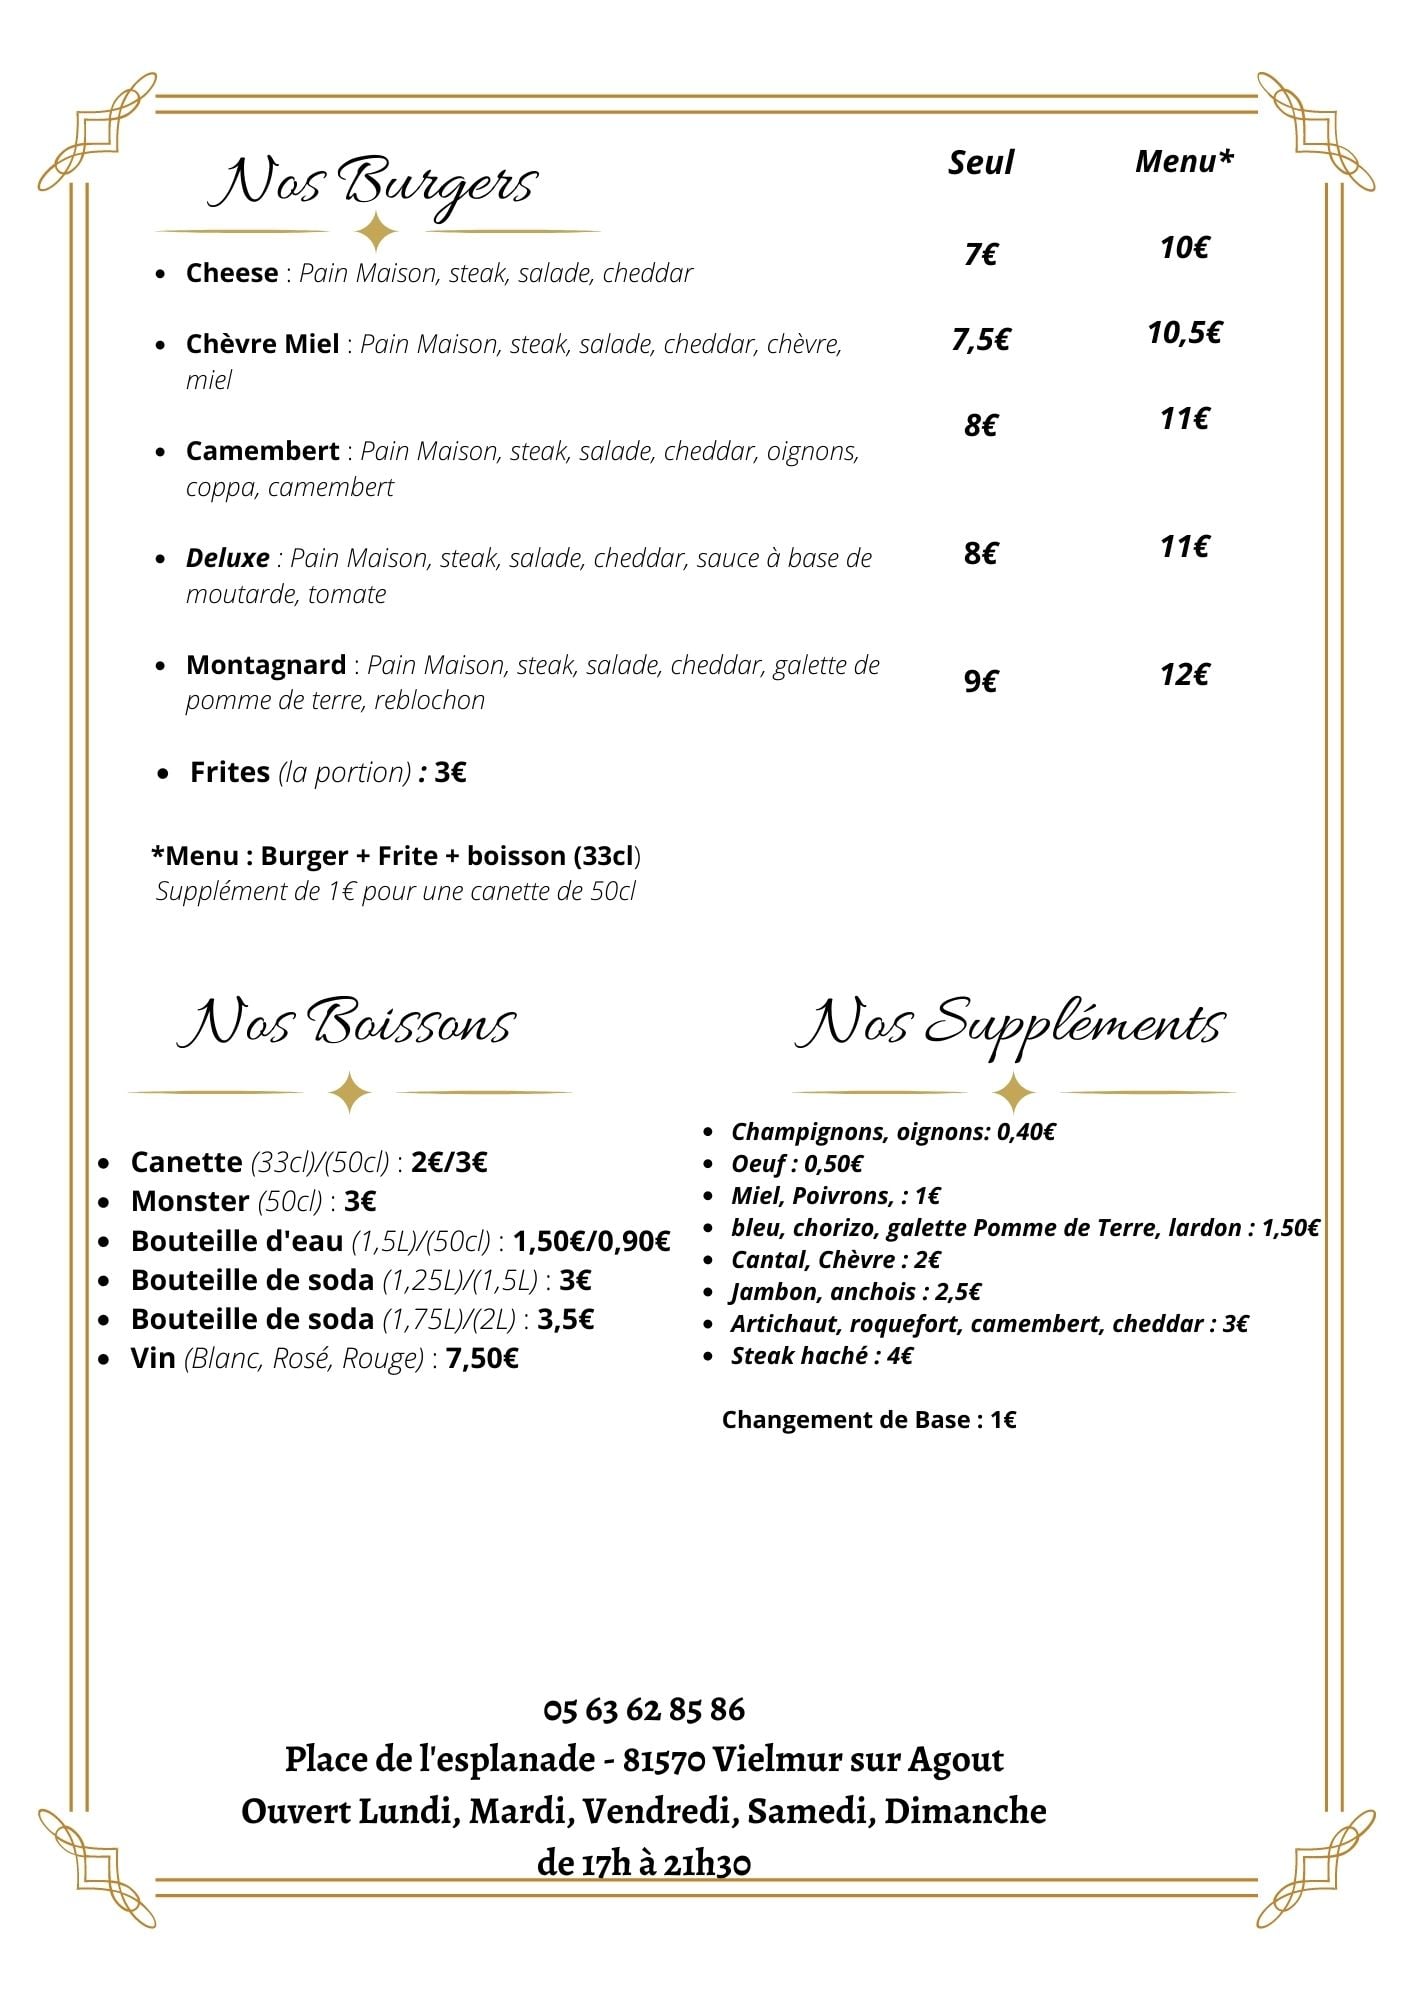 Nos Burgers
Seul
Menu*
• Cheese : Pain Maison, steak, salade, cheddar
7€
10€
• Chèvre Miel : Pain Maison, steak, salade, cheddar, chèvre,
miel
7,5€
10,5€
• Camembert : Pain Maison, steak, salade, cheddar, oignons,
coppa, camembert
8€
11€
• Deluxe : Pain Maison, steak, salade, cheddar, sauce à base de
moutarde, tomate
8€
11€
• Montagnard : Pain Maison, steak, salade, cheddar, galette de
pomme de terre, reblochon
9€
12€
• Frites (la portion) : 3€
*Menu : Burger + Frite + boisson (33cl)
Supplément de 1€ pour une canette de 50cl
Nos Boissons
• Canette (33cl)/(50cl) : 2€/3€
• Monster (50cl) : 3€
• Bouteille d'eau (1,5L)/(50cl) : 1,50€/0,90€
• Bouteille de soda (1,25L)/(1,5L) : 3€
• Bouteille de soda (1,75L)/(2L) : 3,5€
• Vin (Blanc, Rosé, Rouge) : 7,50€
Nos Suppléments
• Champignons, oignons: 0,40€
• Oeuf : 0,50€
• Miel, Poivrons, : 1€
• bleu, chorizo, galette Pomme de Terre, lardon : 1,50€
• Cantal, Chèvre : 2€
• Jambon, anchois : 2,5€
• Artichaut, roquefort, camembert, cheddar : 3€
• Steak haché : 4€
Changement de Base : 1€
05 63 62 85 86
Place de l'esplanade - 81570 Vielmur sur Agout
Ouvert Lundi, Mardi, Vendredi, Samedi, Dimanche
de 17h à 21h30